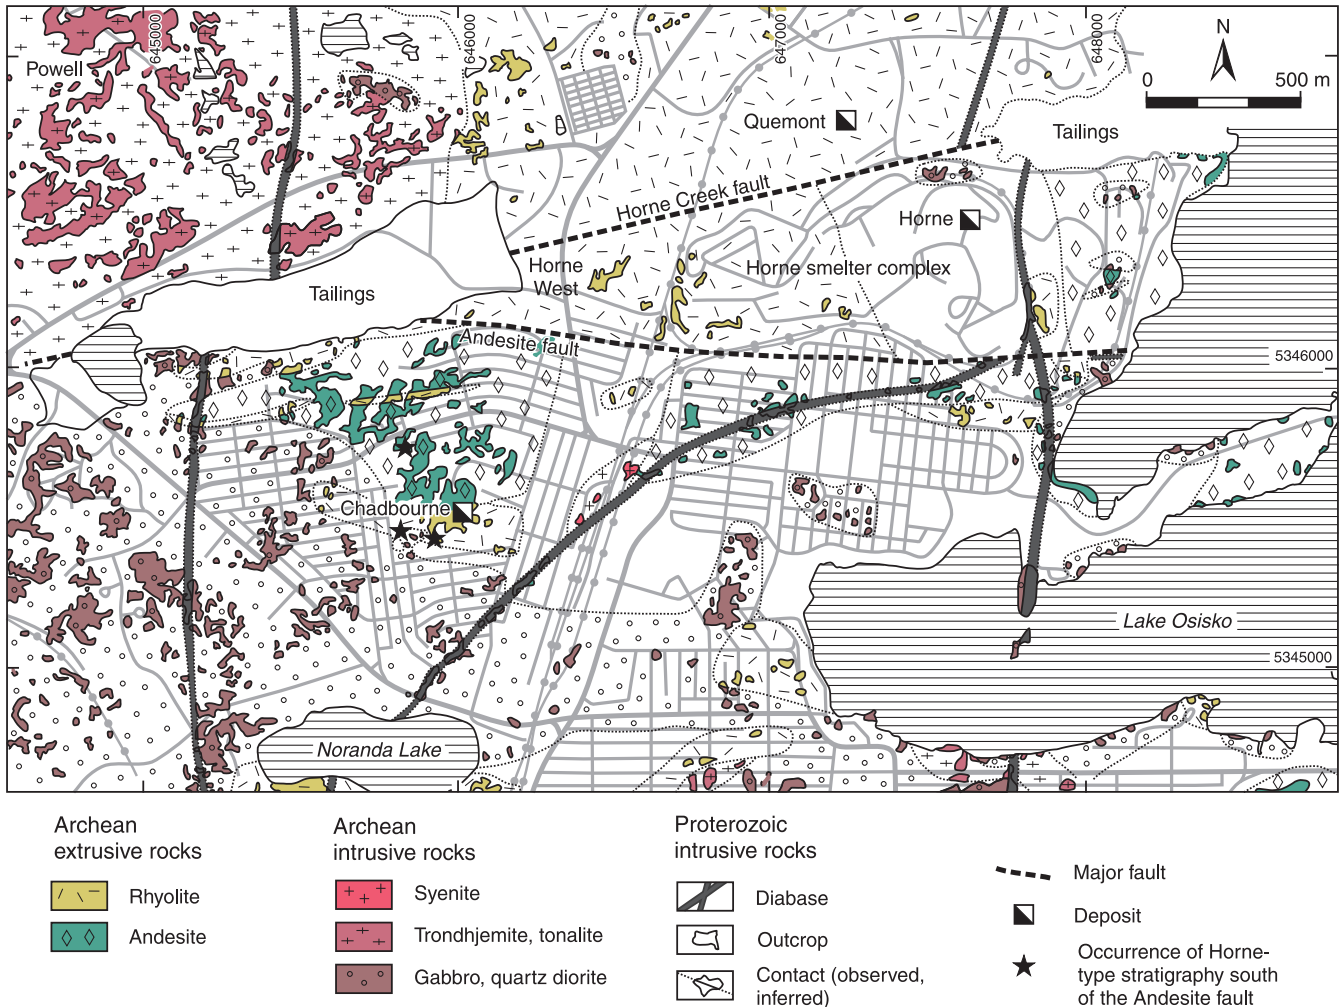 645000
646000
647000
648000
N
0 500 m
Powell
Quemont
Tailings
Horne Creek fault
Horne
Horne
West
Horne smelter complex
Tailings
Andesite fault
5346000
Chadbourne
Lake Osisko
5345000
Noranda Lake
Archean
extrusive rocks
Rhyolite
Andesite
Archean
intrusive rocks
Syenite
Trondhjemite, tonalite
Gabbro, quartz diorite
Proterozoic
intrusive rocks
Diabase
Outcrop
Contact (observed,
inferred)
Major fault
Deposit
Occurrence of Horne-
type stratigraphy south
of the Andesite fault